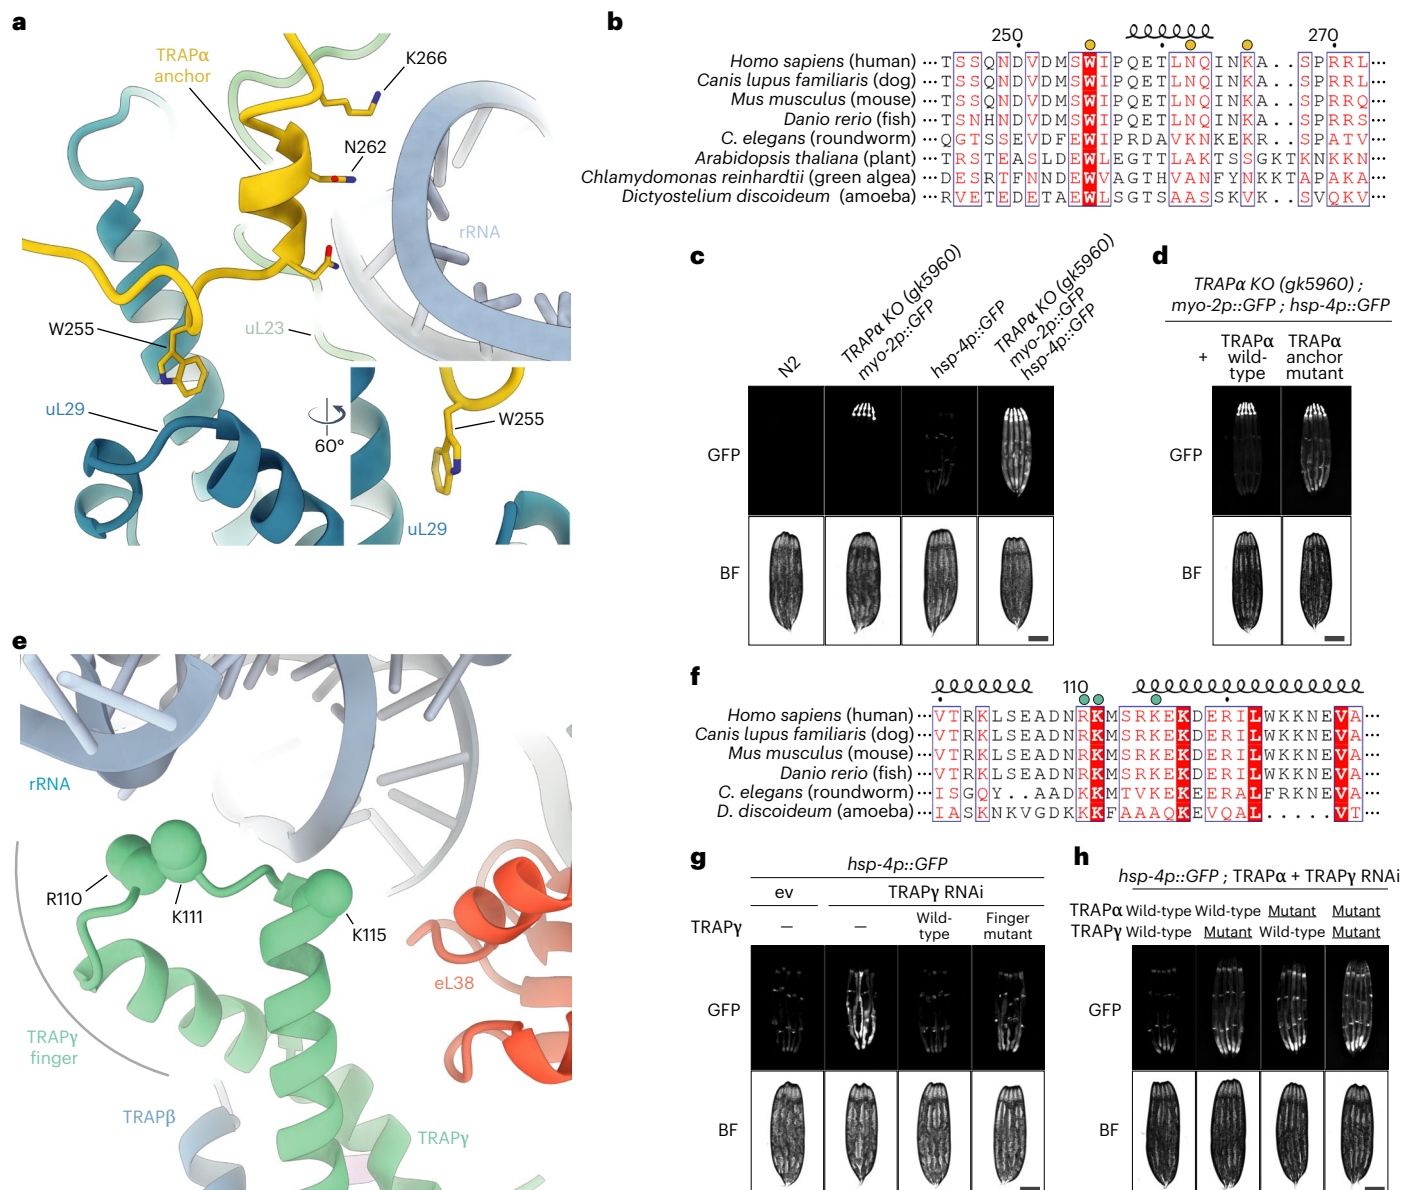 a
TRAPα
anchor
K266
N262
rRNA
W255
uL23
uL29
60°
W255
uL29
b
250 270
Homo sapiens (human) ··· TSSQNDVDMSWIPQETLNQINKA..SPRRL ···
Canis lupus familiaris (dog) ··· TSSQNDVDMSWIPQETLNQINKA..SPRRL ···
Mus musculus (mouse) ··· TSSQNDVDMSWIPQETLNQINKA..SPRRQ ···
Danio rerio (fish) ··· TSNHNDVDMSWIPQETLNQINKA..SPRRS ···
C. elegans (roundworm) ··· QGTSSEVDFEWIPRDAVKNKEKR..SPATV ···
Arabidopsis thaliana (plant) ··· TRSTEASLDEWLEGTTLAKTSSGKTKNKKN ···
Chlamydomonas reinhardtii (green algea) ··· DESRTFNNDEWVAGTHVANFYNKKTAPAKA ···
Dictyostelium discoideum (amoeba) ··· RVETEDETAEWLSGTSAASSKVK..SVQKV ···
c
N2
TRAPα KO (gk5960)
myo-2p::GFP
hsp-4p::GFP
TRAPα KO (gk5960)
myo-2p::GFP
hsp-4p::GFP
GFP
BF
d
TRAPα KO (gk5960) ;
myo-2p::GFP ; hsp-4p::GFP
+ TRAPα wild-type
TRAPα anchor mutant
GFP
BF
e
rRNA
R110
K111
K115
eL38
TRAPγ
finger
TRAPβ
TRAPγ
f
110
Homo sapiens (human) ··· VTRKLSEADNRKMSRKEKDERILWKKNEVA ···
Canis lupus familiaris (dog) ··· VTRKLSEADNRKMSRKEKDERILWKKNEVA ···
Mus musculus (mouse) ··· VTRKLSEADNRKMSRKEKDERILWKKNEVA ···
Danio rerio (fish) ··· VTRKLSEADNRKMSRKEKDERILWKKNEVA ···
C. elegans (roundworm) ··· ISGQY..AADKKMTVKEKEERALFRKNEVA ···
D. discoideum (amoeba) ··· IASKNKVGDKKKFAAAQKEVQAL.....VT ···
g
hsp-4p::GFP
ev TRAPγ RNAi
TRAPγ – – Wild-type Finger mutant
GFP
BF
h
hsp-4p::GFP ; TRAPα + TRAPγ RNAi
TRAPα Wild-type Wild-type Mutant Mutant
TRAPγ Wild-type Mutant Wild-type Mutant
GFP
BF